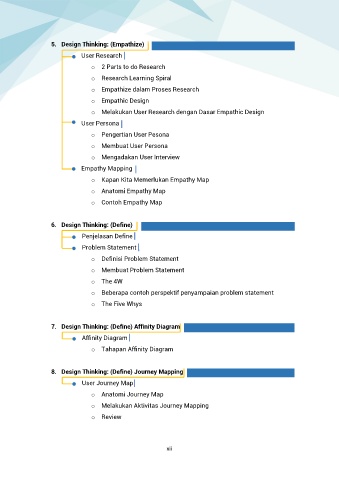 5. Design Thinking: (Empathize)
User Research
o 2 Parts to do Research
o Research Learning Spiral
o Empathize dalam Proses Research
o Empathic Design
o Melakukan User Research dengan Dasar Empathic Design
User Persona
o Pengertian User Pesona
o Membuat User Persona
o Mengadakan User Interview
Empathy Mapping
o Kapan Kita Memerlukan Empathy Map
o Anatomi Empathy Map
o Contoh Empathy Map
6. Design Thinking: (Define)
Penjelasan Define
Problem Statement
o Definisi Problem Statement
o Membuat Problem Statement
o The 4W
o Beberapa contoh perspektif penyampaian problem statement
o The Five Whys
7. Design Thinking: (Define) Affinity Diagram
Affinity Diagram
o Tahapan Affinity Diagram
8. Design Thinking: (Define) Journey Mapping
User Journey Map
o Anatomi Journey Map
o Melakukan Aktivitas Journey Mapping
o Review
xii